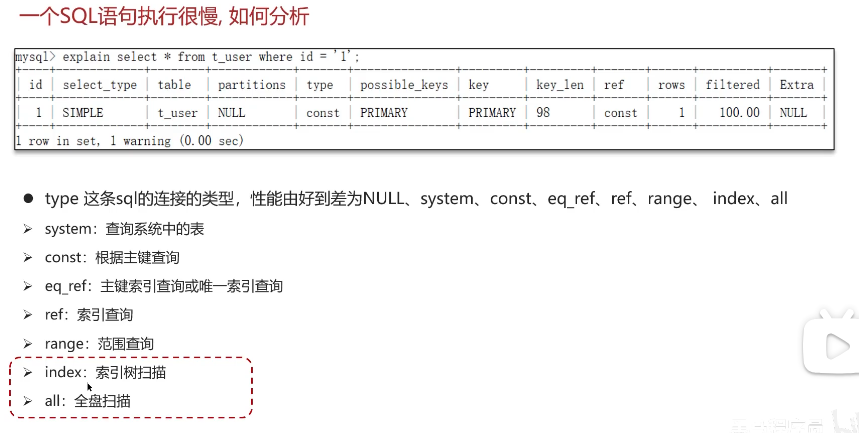 一个SQL语句执行很慢, 如何分析
mysql> explain select * from t_user where id = '1';
| id | select_type | table | partitions | type | possible_keys | key | key_len | ref | rows | filtered | Extra |
| 1 | SIMPLE | t_user | NULL | const | PRIMARY | PRIMARY | 98 | const | 1 | 100.00 | NULL |
1 row in set, 1 warning (0.00 sec)
● type 这条sql的连接的类型，性能由好到差为NULL、system、const、eq_ref、ref、range、 index、all
➢ system：查询系统中的表
➢ const：根据主键查询
➢ eq_ref：主键索引查询或唯一索引查询
➢ ref：索引查询
➢ range：范围查询
➢ index：索引树扫描
➢ all：全盘扫描